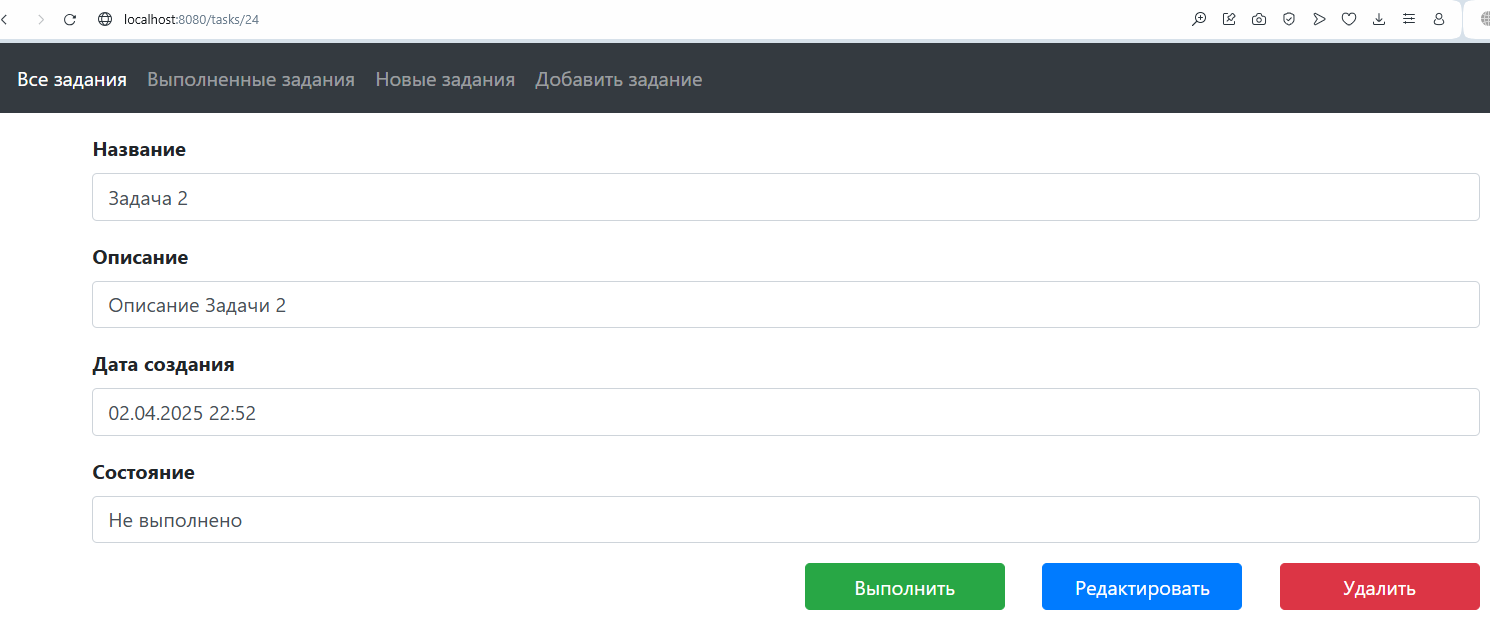 localhost:8080/tasks/24
Все задания Выполненные задания Новые задания Добавить задание
Название
Задача 2
Описание
Описание Задачи 2
Дата создания
02.04.2025 22:52
Состояние
Не выполнено
Выполнить Редактировать Удалить